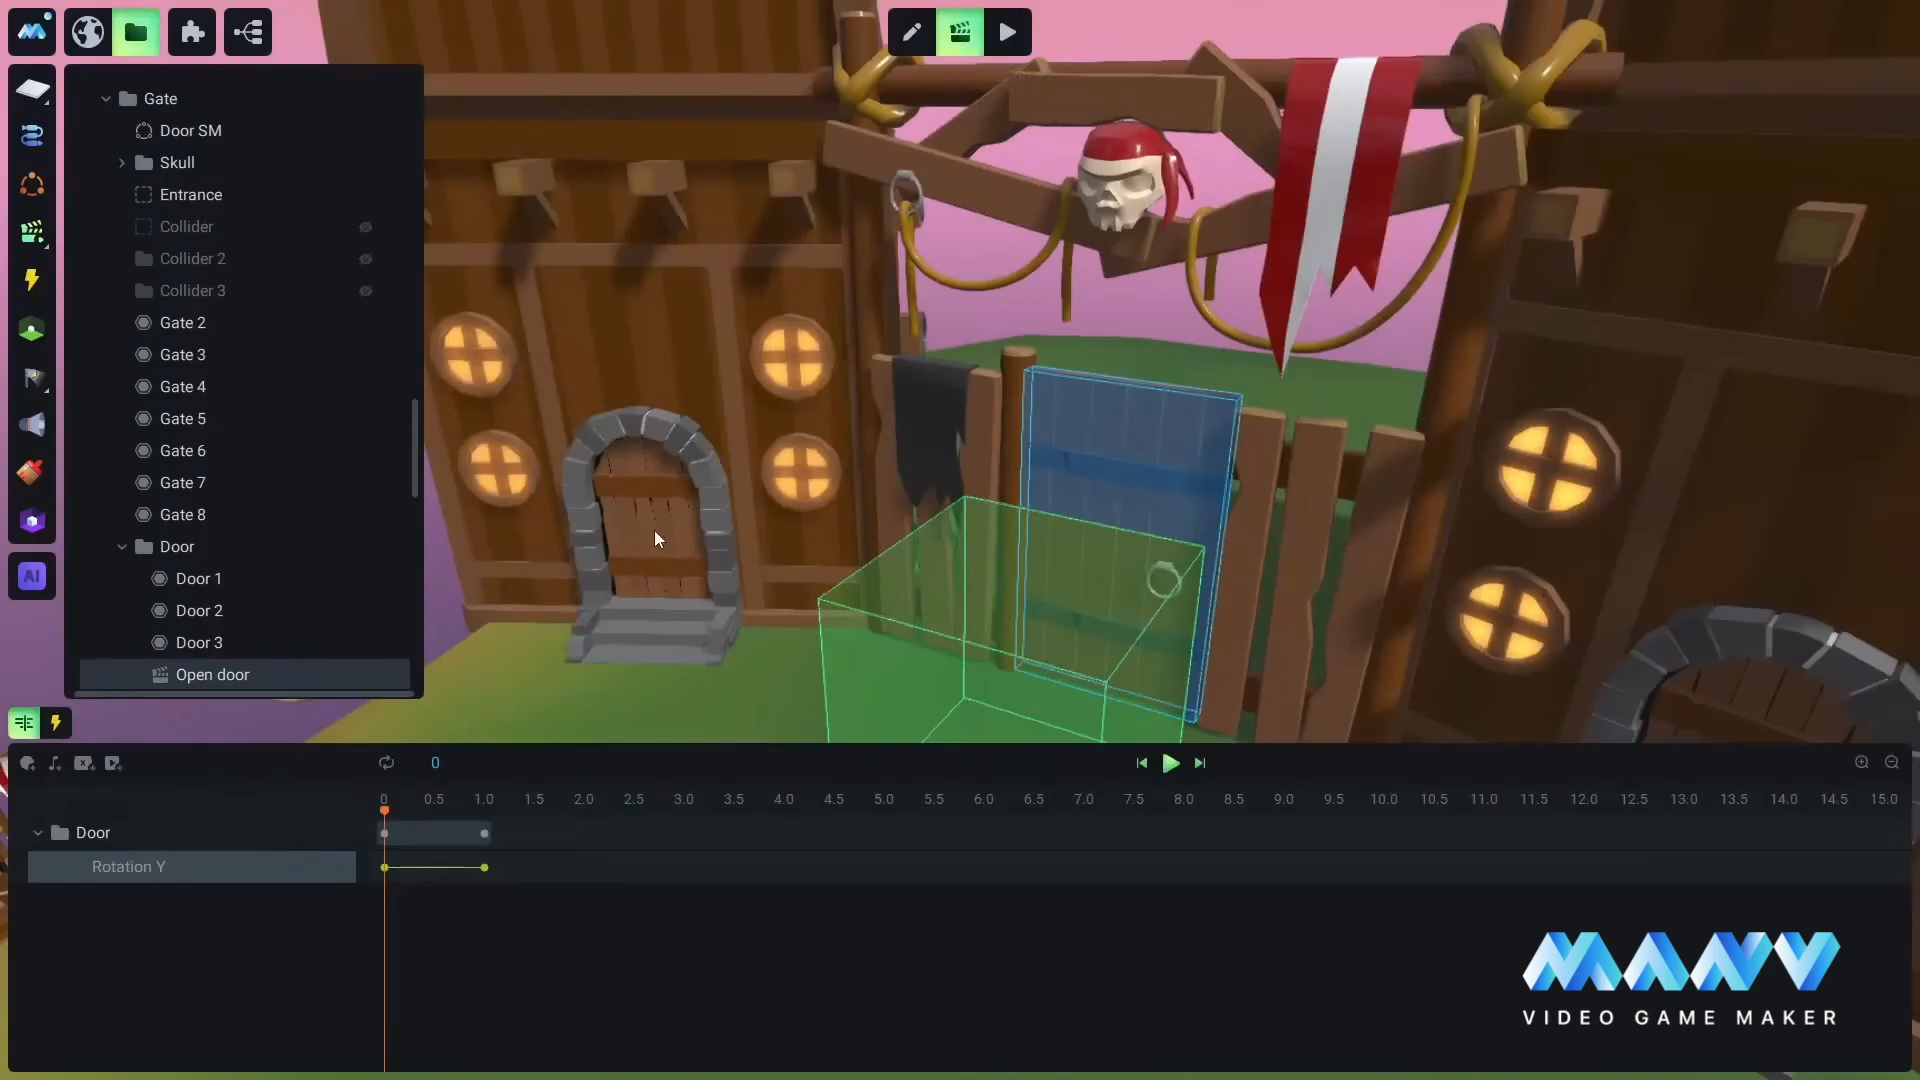 Gate
Door SM
Skull
Entrance
Collider
Collider 2
Collider 3
Gate 2
Gate 3
Gate 4
Gate 5
Gate 6
Gate 7
Gate 8
Door
Door 1
Door 2
Door 3
Open door
AI
0
0 0.5 1.0 1.5 2.0 2.5 3.0 3.5 4.0 4.5 5.0 5.5 6.0 6.5 7.0 7.5 8.0 8.5 9.0 9.5 10.0 10.5 11.0 11.5 12.0 12.5 13.0 13.5 14.0 14.5 15.0
Door
Rotation Y
MANU
VIDEO GAME MAKER